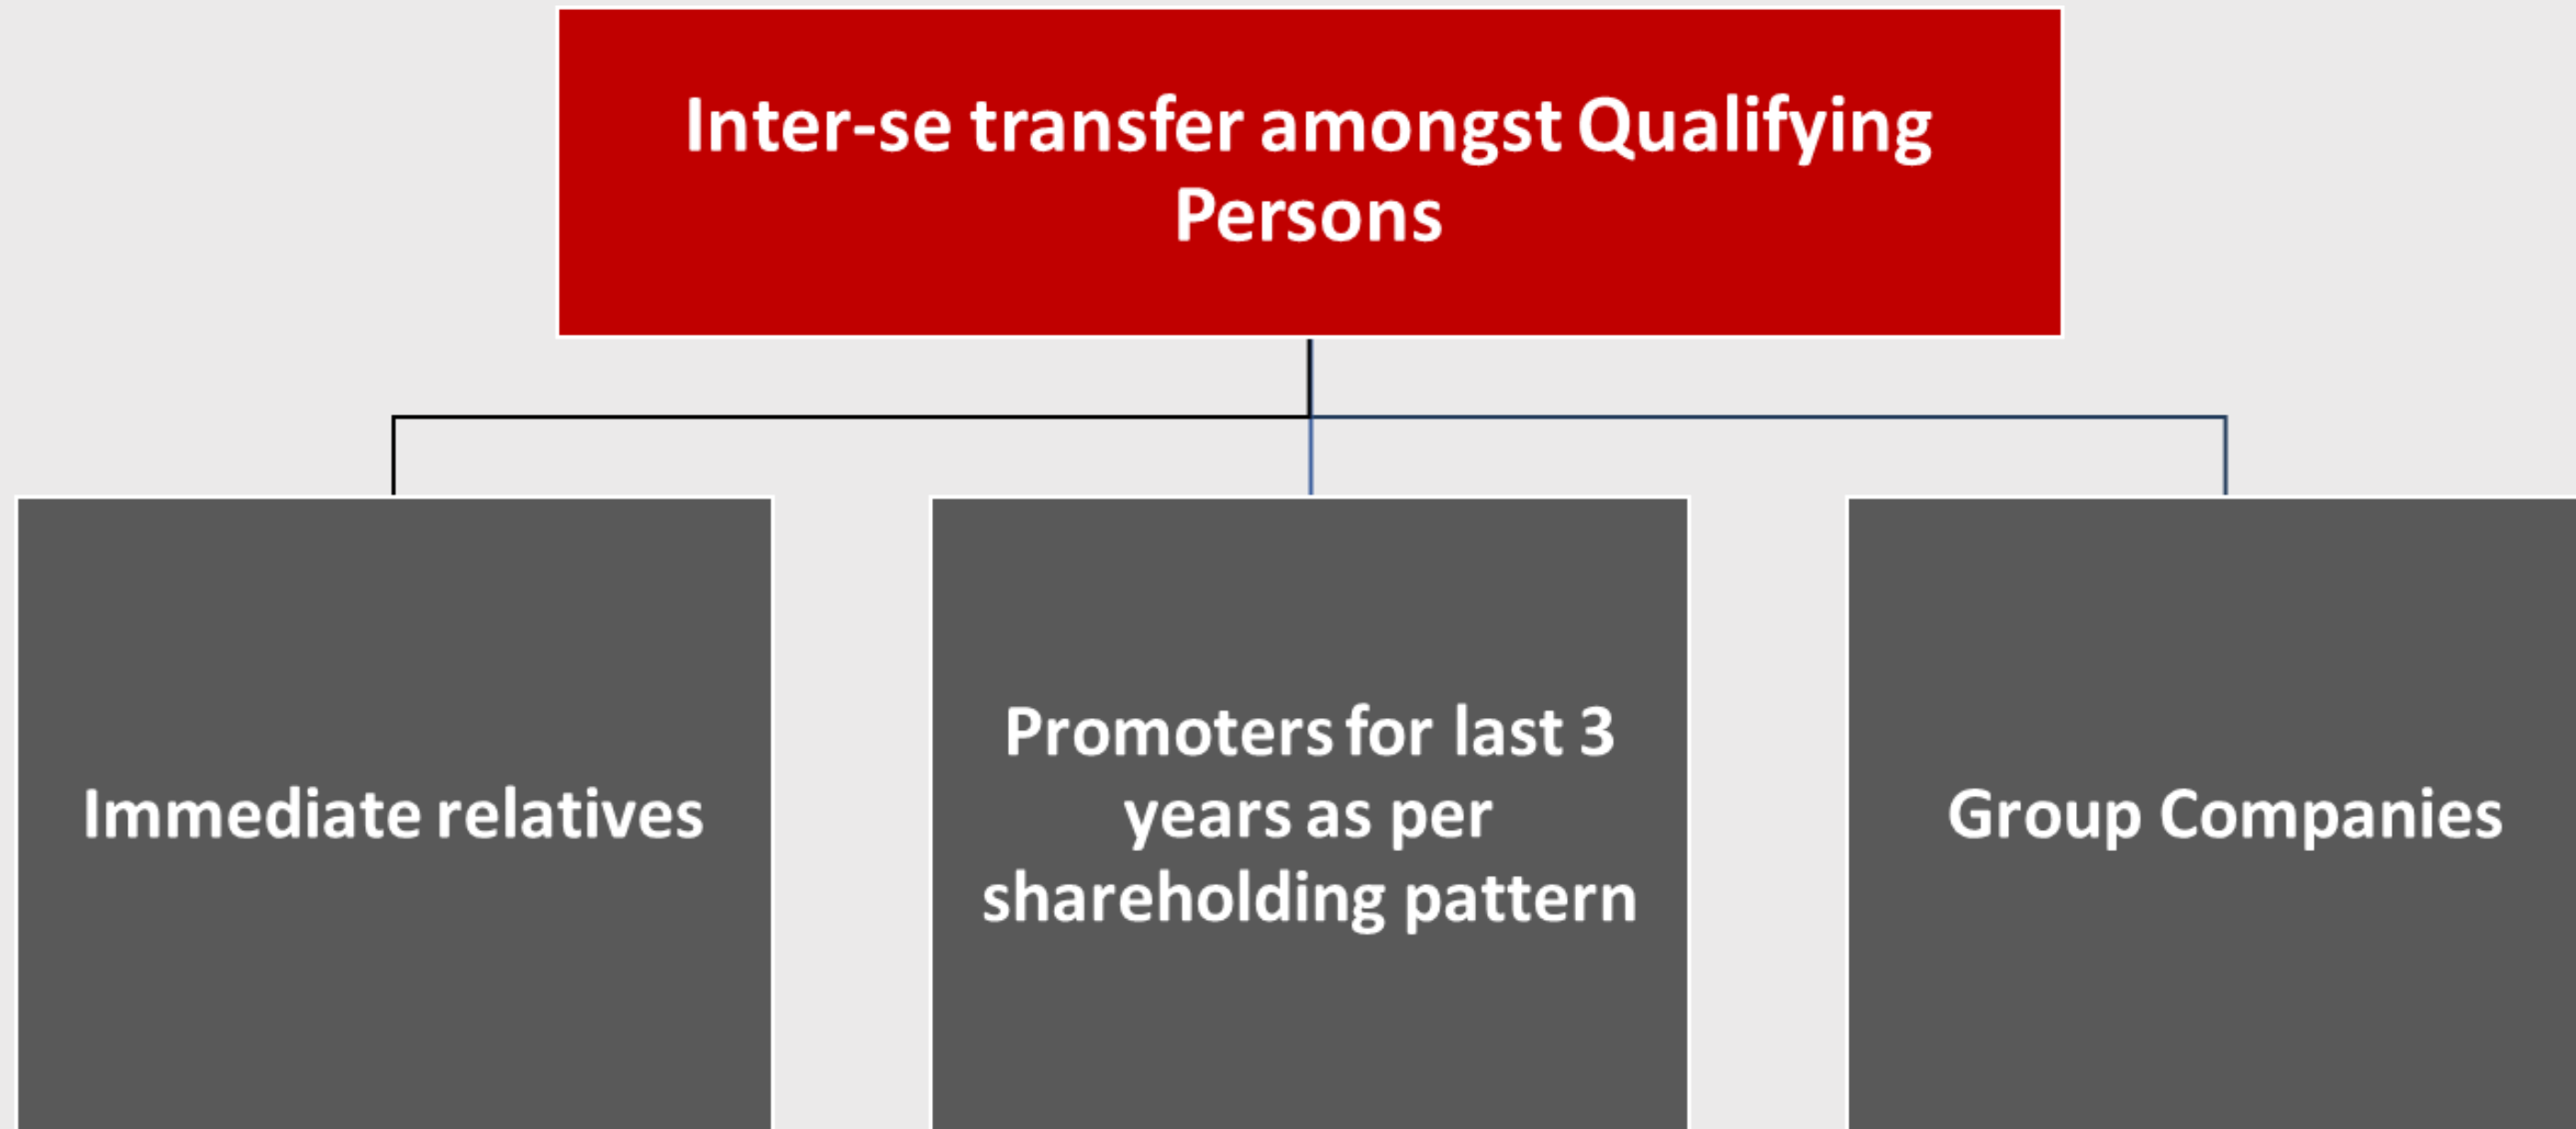 Inter-se transfer amongst Qualifying
Persons
Immediate relatives
Promoters for last 3
years as per
shareholding pattern
Group Companies